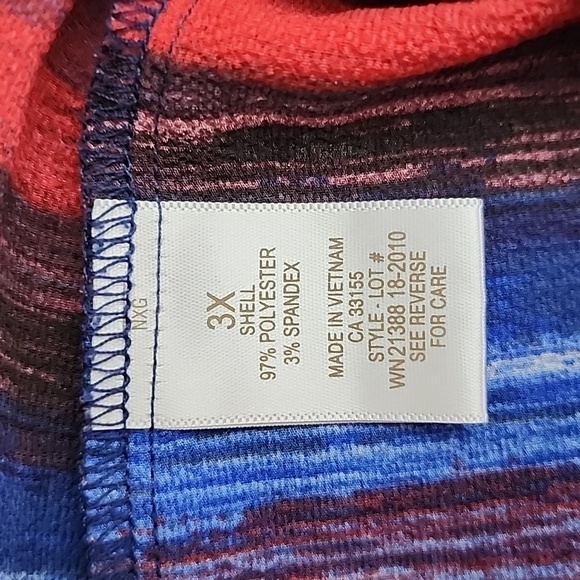 NXG
3X
SHELL
97% POLYESTER
3% SPANDEX
MADE IN VIETNAM
CA 33155
STYLE - LOT #
WN21388 18-2010
SEE REVERSE
FOR CARE